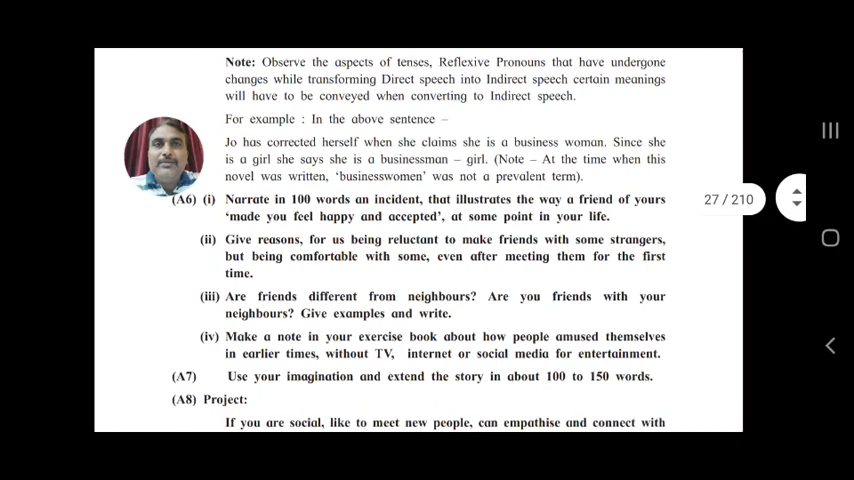 Note: Observe the aspects of tenses, Reflexive Pronouns that have undergone
changes while transforming Direct speech into Indirect speech certain meanings
will have to be conveyed when converting to Indirect speech.
For example : In the above sentence –
Jo has corrected herself when she claims she is a business woman. Since she
is a girl she says she is a businessman – girl. (Note – At the time when this
novel was written, ‘businesswomen’ was not a prevalent term).
(A6) (i) Narrate in 100 words an incident, that illustrates the way a friend of yours
‘made you feel happy and accepted’, at some point in your life.
27 / 210
(ii) Give reasons, for us being reluctant to make friends with some strangers,
but being comfortable with some, even after meeting them for the first
time.
(iii) Are friends different from neighbours? Are you friends with your
neighbours? Give examples and write.
(iv) Make a note in your exercise book about how people amused themselves
in earlier times, without TV, internet or social media for entertainment.
(A7) Use your imagination and extend the story in about 100 to 150 words.
(A8) Project:
If you are social, like to meet new people, can empathise and connect with